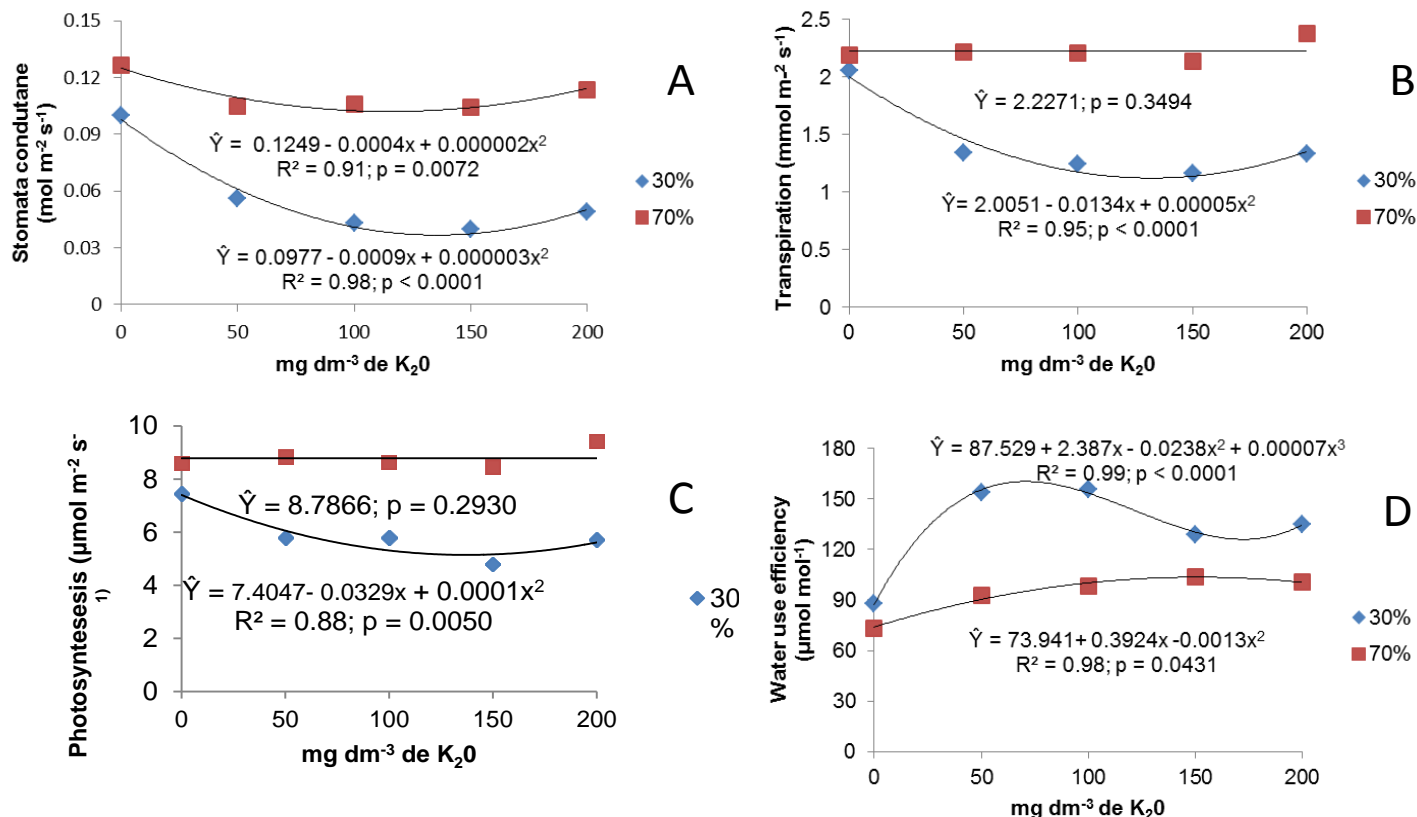 Stomata condutane
(mol m⁻² s⁻¹)
0.15
0.12
0.09
0.06
0.03
0
Ŷ = 0.1249 - 0.0004x + 0.000002x²
R² = 0.91; p = 0.0072
Ŷ = 0.0977 - 0.0009x + 0.000003x²
R² = 0.98; p < 0.0001
0 50 100 150 200
mg dm⁻³ de K₂0
30%
70%
A
Transpiration (mmol m⁻² s⁻¹)
2.5
2
1.5
1
0.5
0
Ŷ = 2.2271; p = 0.3494
Ŷ= 2.0051 - 0.0134x + 0.00005x²
R² = 0.95; p < 0.0001
0 50 100 150 200
mg dm⁻³ de K₂0
30%
70%
B
Photosyntesesis (µmol m⁻² s⁻
¹)
10
8
6
4
2
0
Ŷ = 8.7866; p = 0.2930
Ŷ = 7.4047- 0.0329x + 0.0001x²
R² = 0.88; p = 0.0050
0 50 100 150 200
mg dm⁻³ de K₂0
C
30
%
Water use efficiency
(µmol mol⁻¹)
180
150
120
90
60
30
0
Ŷ = 87.529 + 2.387x - 0.0238x² + 0.00007x³
R² = 0.99; p < 0.0001
Ŷ = 73.941+ 0.3924x -0.0013x²
R² = 0.98; p = 0.0431
0 50 100 150 200
mg dm⁻³ de K₂0
D
30%
70%